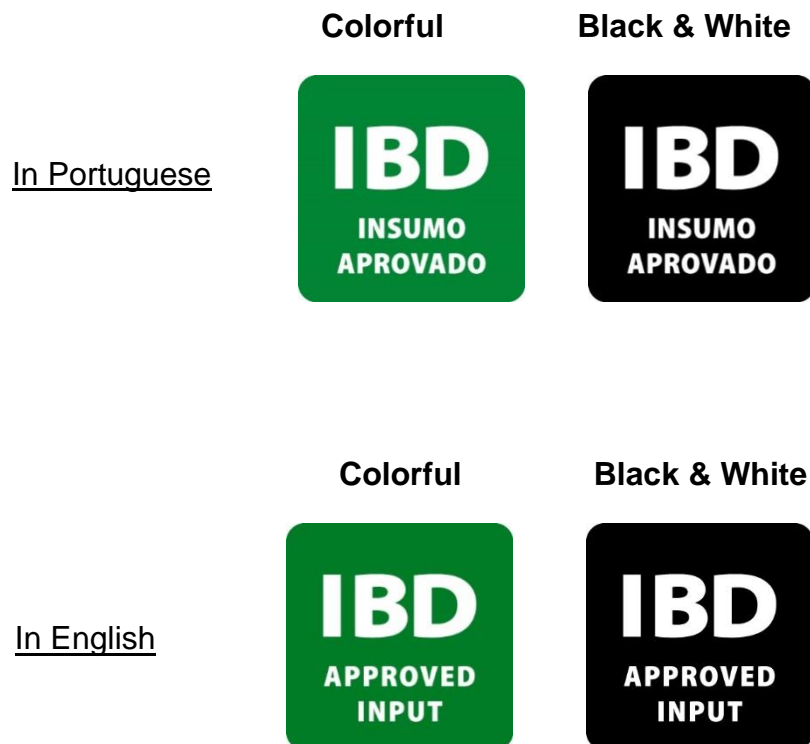 Colorful Black & White
In Portuguese
IBD
INSUMO
APROVADO
IBD
INSUMO
APROVADO
Colorful Black & White
In English
IBD
APPROVED
INPUT
IBD
APPROVED
INPUT